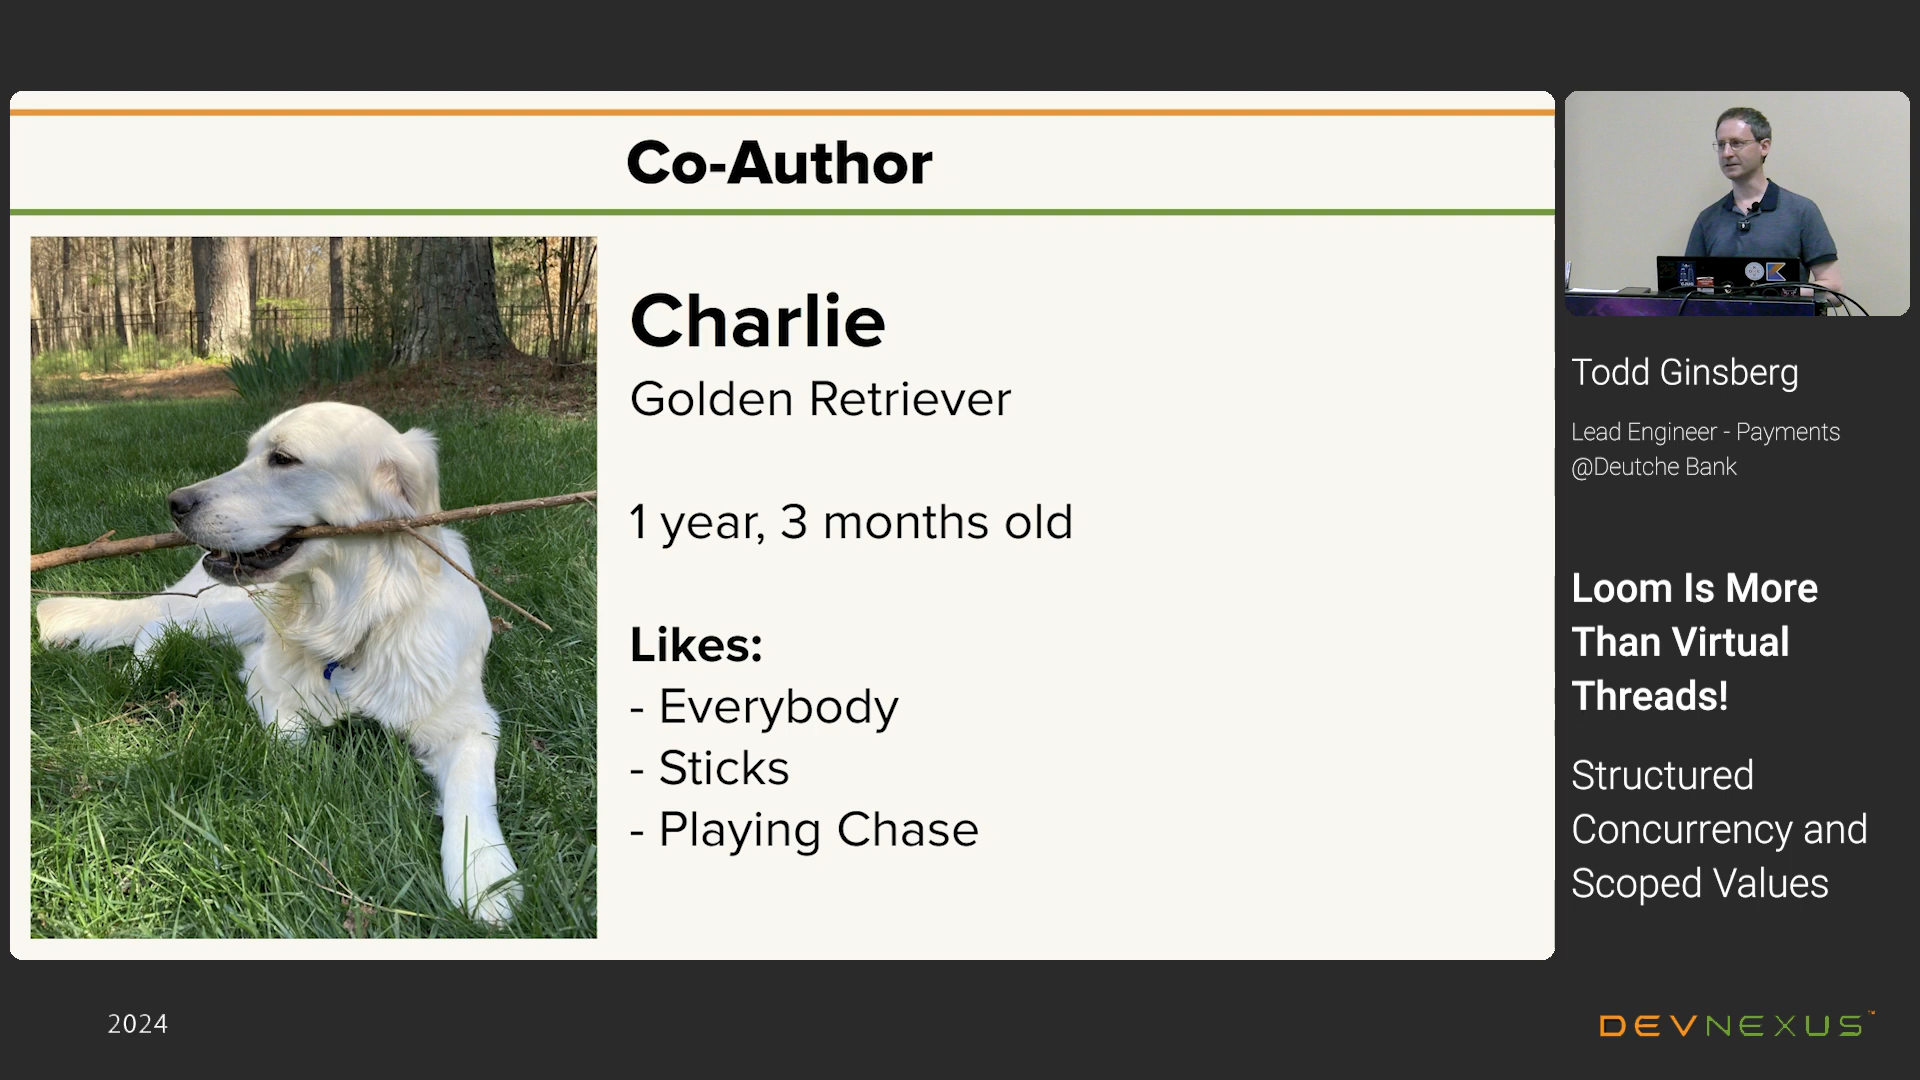 Co-Author
Charlie
Golden Retriever
1 year, 3 months old
Likes:
- Everybody
- Sticks
- Playing Chase
Todd Ginsberg
Lead Engineer - Payments
@Deutche Bank
Loom Is More
Than Virtual
Threads!
Structured
Concurrency and
Scoped Values
2024
DEVNEXUS™